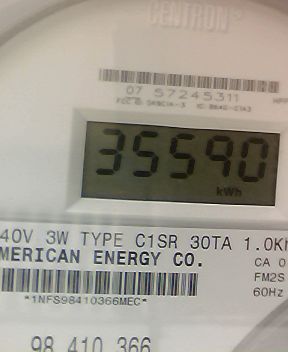 CENTRON®
07 57245311
35590
kWh
40V 3W TYPE C1SR 30TA 1.0Kh
MERICAN ENERGY CO.
CA 0
FM2S
60Hz
*1NFS98410366MEC*
98 410 366